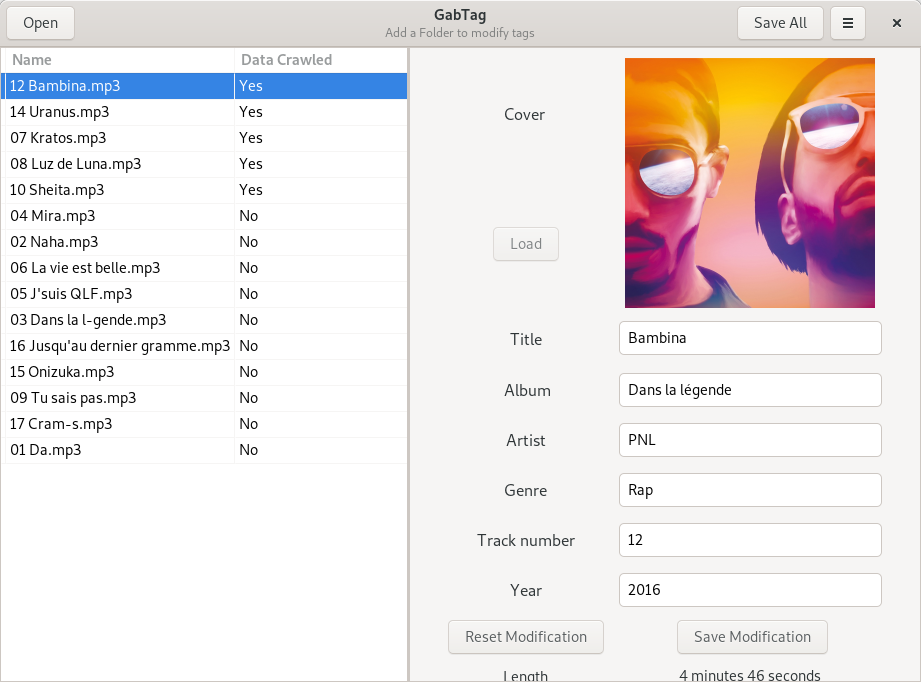 Open
GabTag
Add a Folder to modify tags
Save All
Name Data Crawled
12 Bambina.mp3 Yes
14 Uranus.mp3 Yes
07 Kratos.mp3 Yes
08 Luz de Luna.mp3 Yes
10 Sheita.mp3 Yes
04 Mira.mp3 No
02 Naha.mp3 No
06 La vie est belle.mp3 No
05 J'suis QLF.mp3 No
03 Dans la l-gende.mp3 No
16 Jusqu'au dernier gramme.mp3 No
15 Onizuka.mp3 No
09 Tu sais pas.mp3 No
17 Cram-s.mp3 No
01 Da.mp3 No
Cover
Load
Title Bambina
Album Dans la légende
Artist PNL
Genre Rap
Track number 12
Year 2016
Reset Modification Save Modification
Length 4 minutes 46 seconds